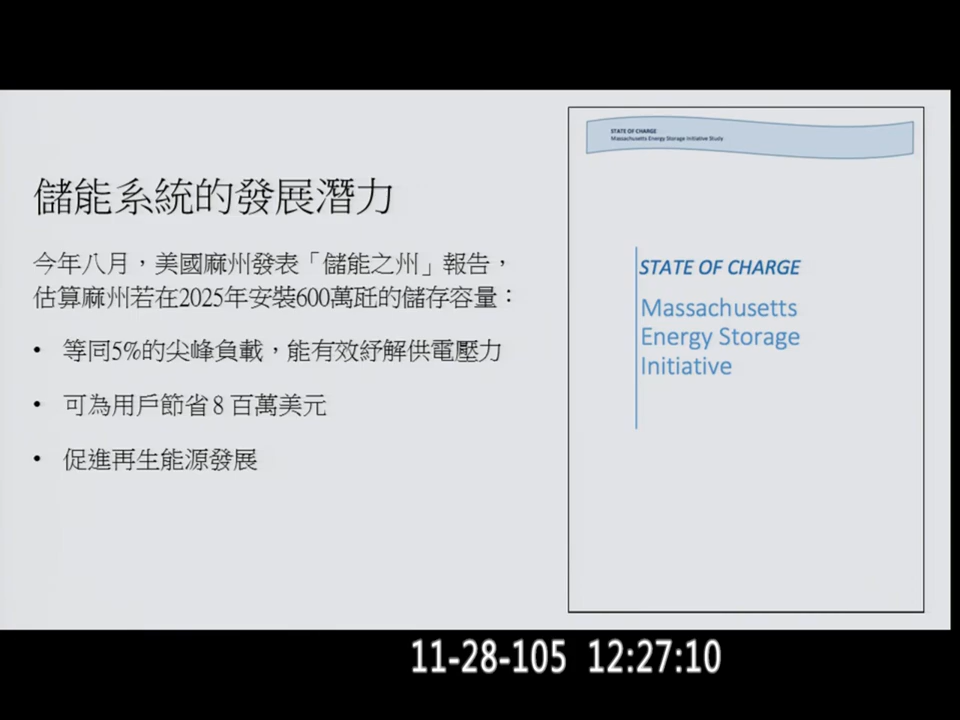 儲能系統的發展潛力
今年八月，美國麻州發表「儲能之州」報告，
估算麻州若在2025年安裝600萬瓩的儲存容量：
• 等同5%的尖峰負載，能有效紓解供電壓力
• 可為用戶節省8百萬美元
• 促進再生能源發展
STATE OF CHARGE
Massachusetts Energy Storage Initiative Study
STATE OF CHARGE
Massachusetts
Energy Storage
Initiative
11-28-105 12:27:10